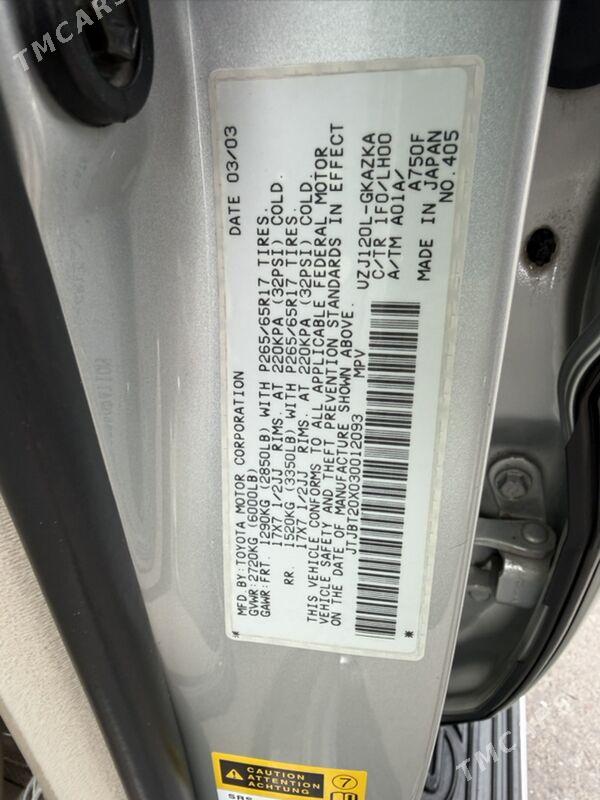 MFD.BY:TOYOTA MOTOR CORPORATION DATE 03/03
GVWR:2720KG (6000LB)
GAWR:FRT. 1290KG (2850LB) WITH P265/65R17 TIRES.
17X7 1/2JJ RIMS. AT 220KPA (32PSI) COLD.
RR. 1520KG (3350LB) WITH P265/65R17 TIRES.
17X7 1/2JJ RIMS. AT 220KPA (32PSI) COLD.
THIS VEHICLE CONFORMS TO ALL APPLICABLE FEDERAL MOTOR
VEHICLE SAFETY AND THEFT PREVENTION STANDARDS IN EFFECT
ON THE DATE OF MANUFACTURE SHOWN ABOVE.
JTJBT20X030012093 MPV
UZJ120L-GKAZKA
C/TR 1F0/LH00
A/TM A01A/
A750F
MADE IN JAPAN
NO.405
CAUTION
ATTENTION
7
SRS
TMCARS
TMCARS